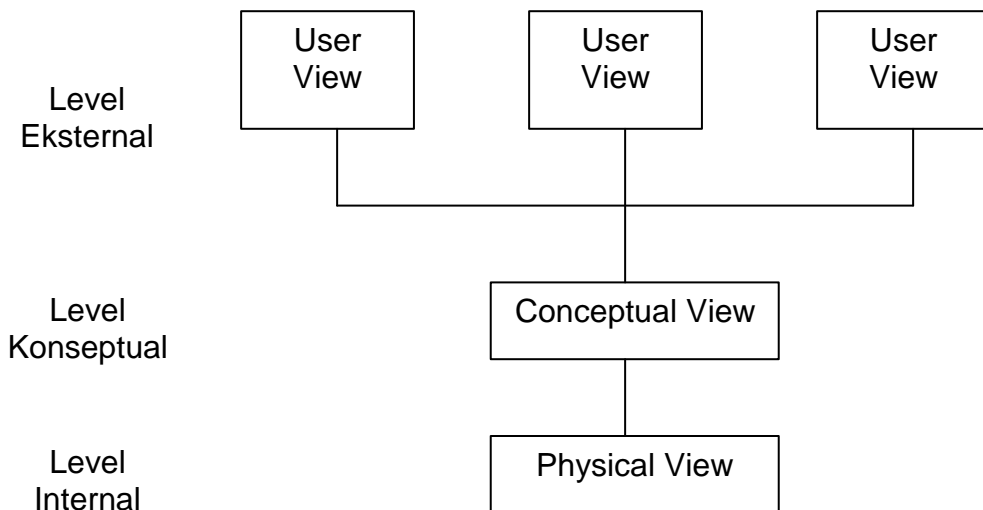 User
View
User
View
User
View
Level
Eksternal
Level
Konseptual
Conceptual View
Level
Internal
Physical View